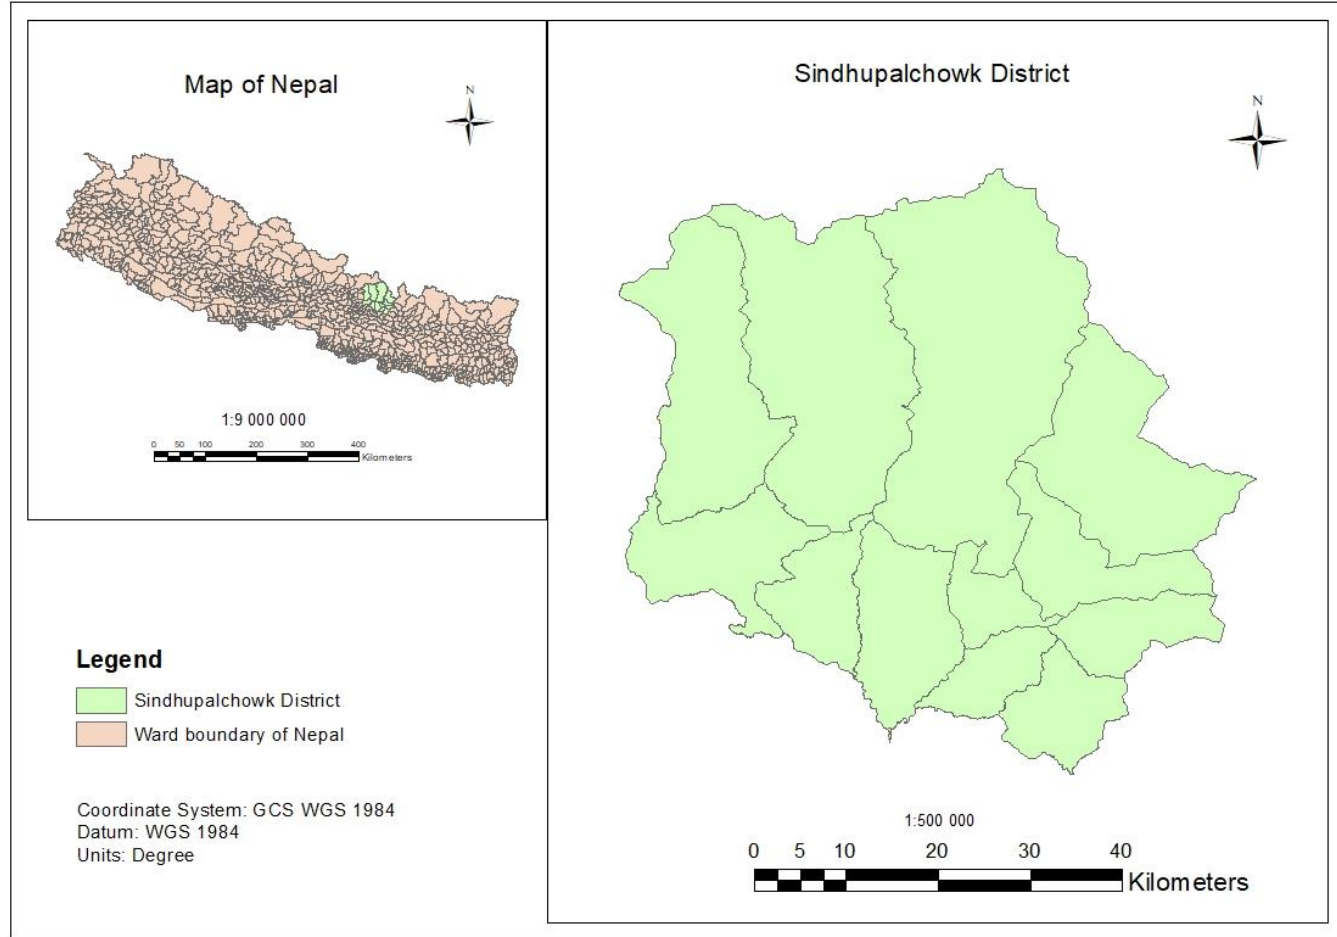 Map of Nepal
N
1:9 000 000
0 50 100 200 300 400
Kilometers
Sindhupalchowk District
N
1:500 000
0 5 10 20 30 40
Kilometers
Legend
Sindhupalchowk District
Ward boundary of Nepal
Coordinate System: GCS WGS 1984
Datum: WGS 1984
Units: Degree